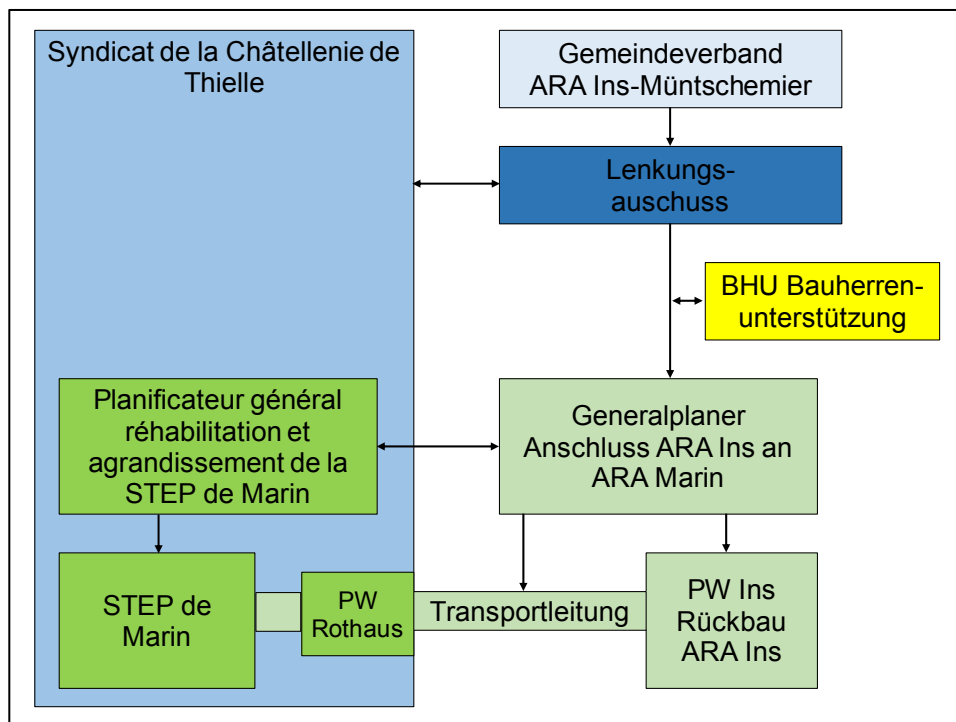 Syndicat de la Châtellenie de
Thielle
Gemeindeverband
ARA Ins-Müntschemier
Lenkungs-
auschuss
BHU Bauherren-
unterstützung
Planificateur général
réhabilitation et
agrandissement de la
STEP de Marin
Generalplaner
Anschluss ARA Ins an
ARA Marin
STEP de
Marin
PW
Rothaus
Transportleitung
PW Ins
Rückbau
ARA Ins